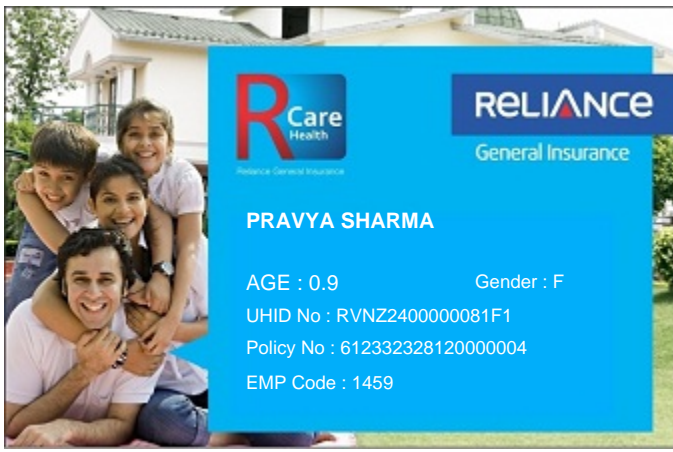 R Care
Health
Reliance General Insurance
RELIANCE
General Insurance
PRAVYA SHARMA
AGE : 0.9 Gender : F
UHID No : RVNZ2400000081F1
Policy No : 612332328120000004
EMP Code : 1459